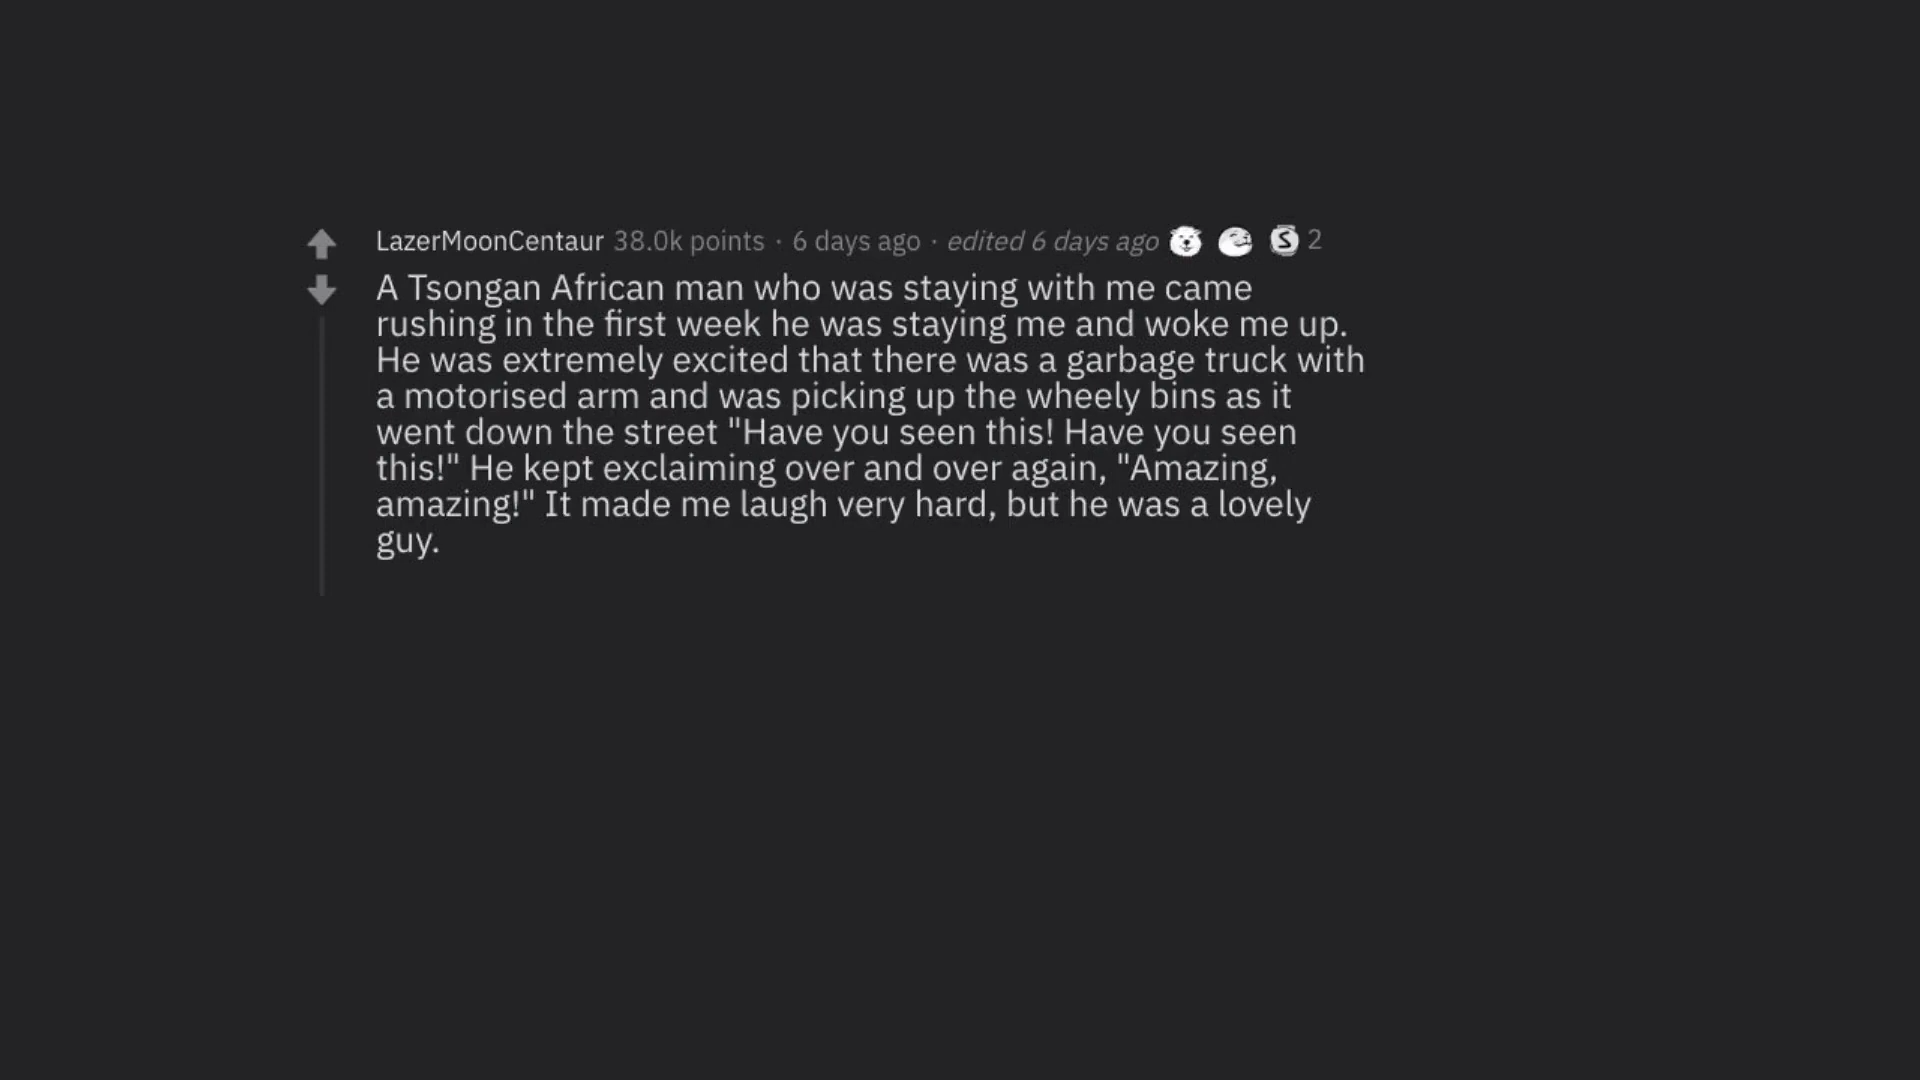 LazerMoonCentaur 38.0k points · 6 days ago · edited 6 days ago S 2
A Tsongan African man who was staying with me came
rushing in the first week he was staying me and woke me up.
He was extremely excited that there was a garbage truck with
a motorised arm and was picking up the wheely bins as it
went down the street "Have you seen this! Have you seen
this!" He kept exclaiming over and over again, "Amazing,
amazing!" It made me laugh very hard, but he was a lovely
guy.